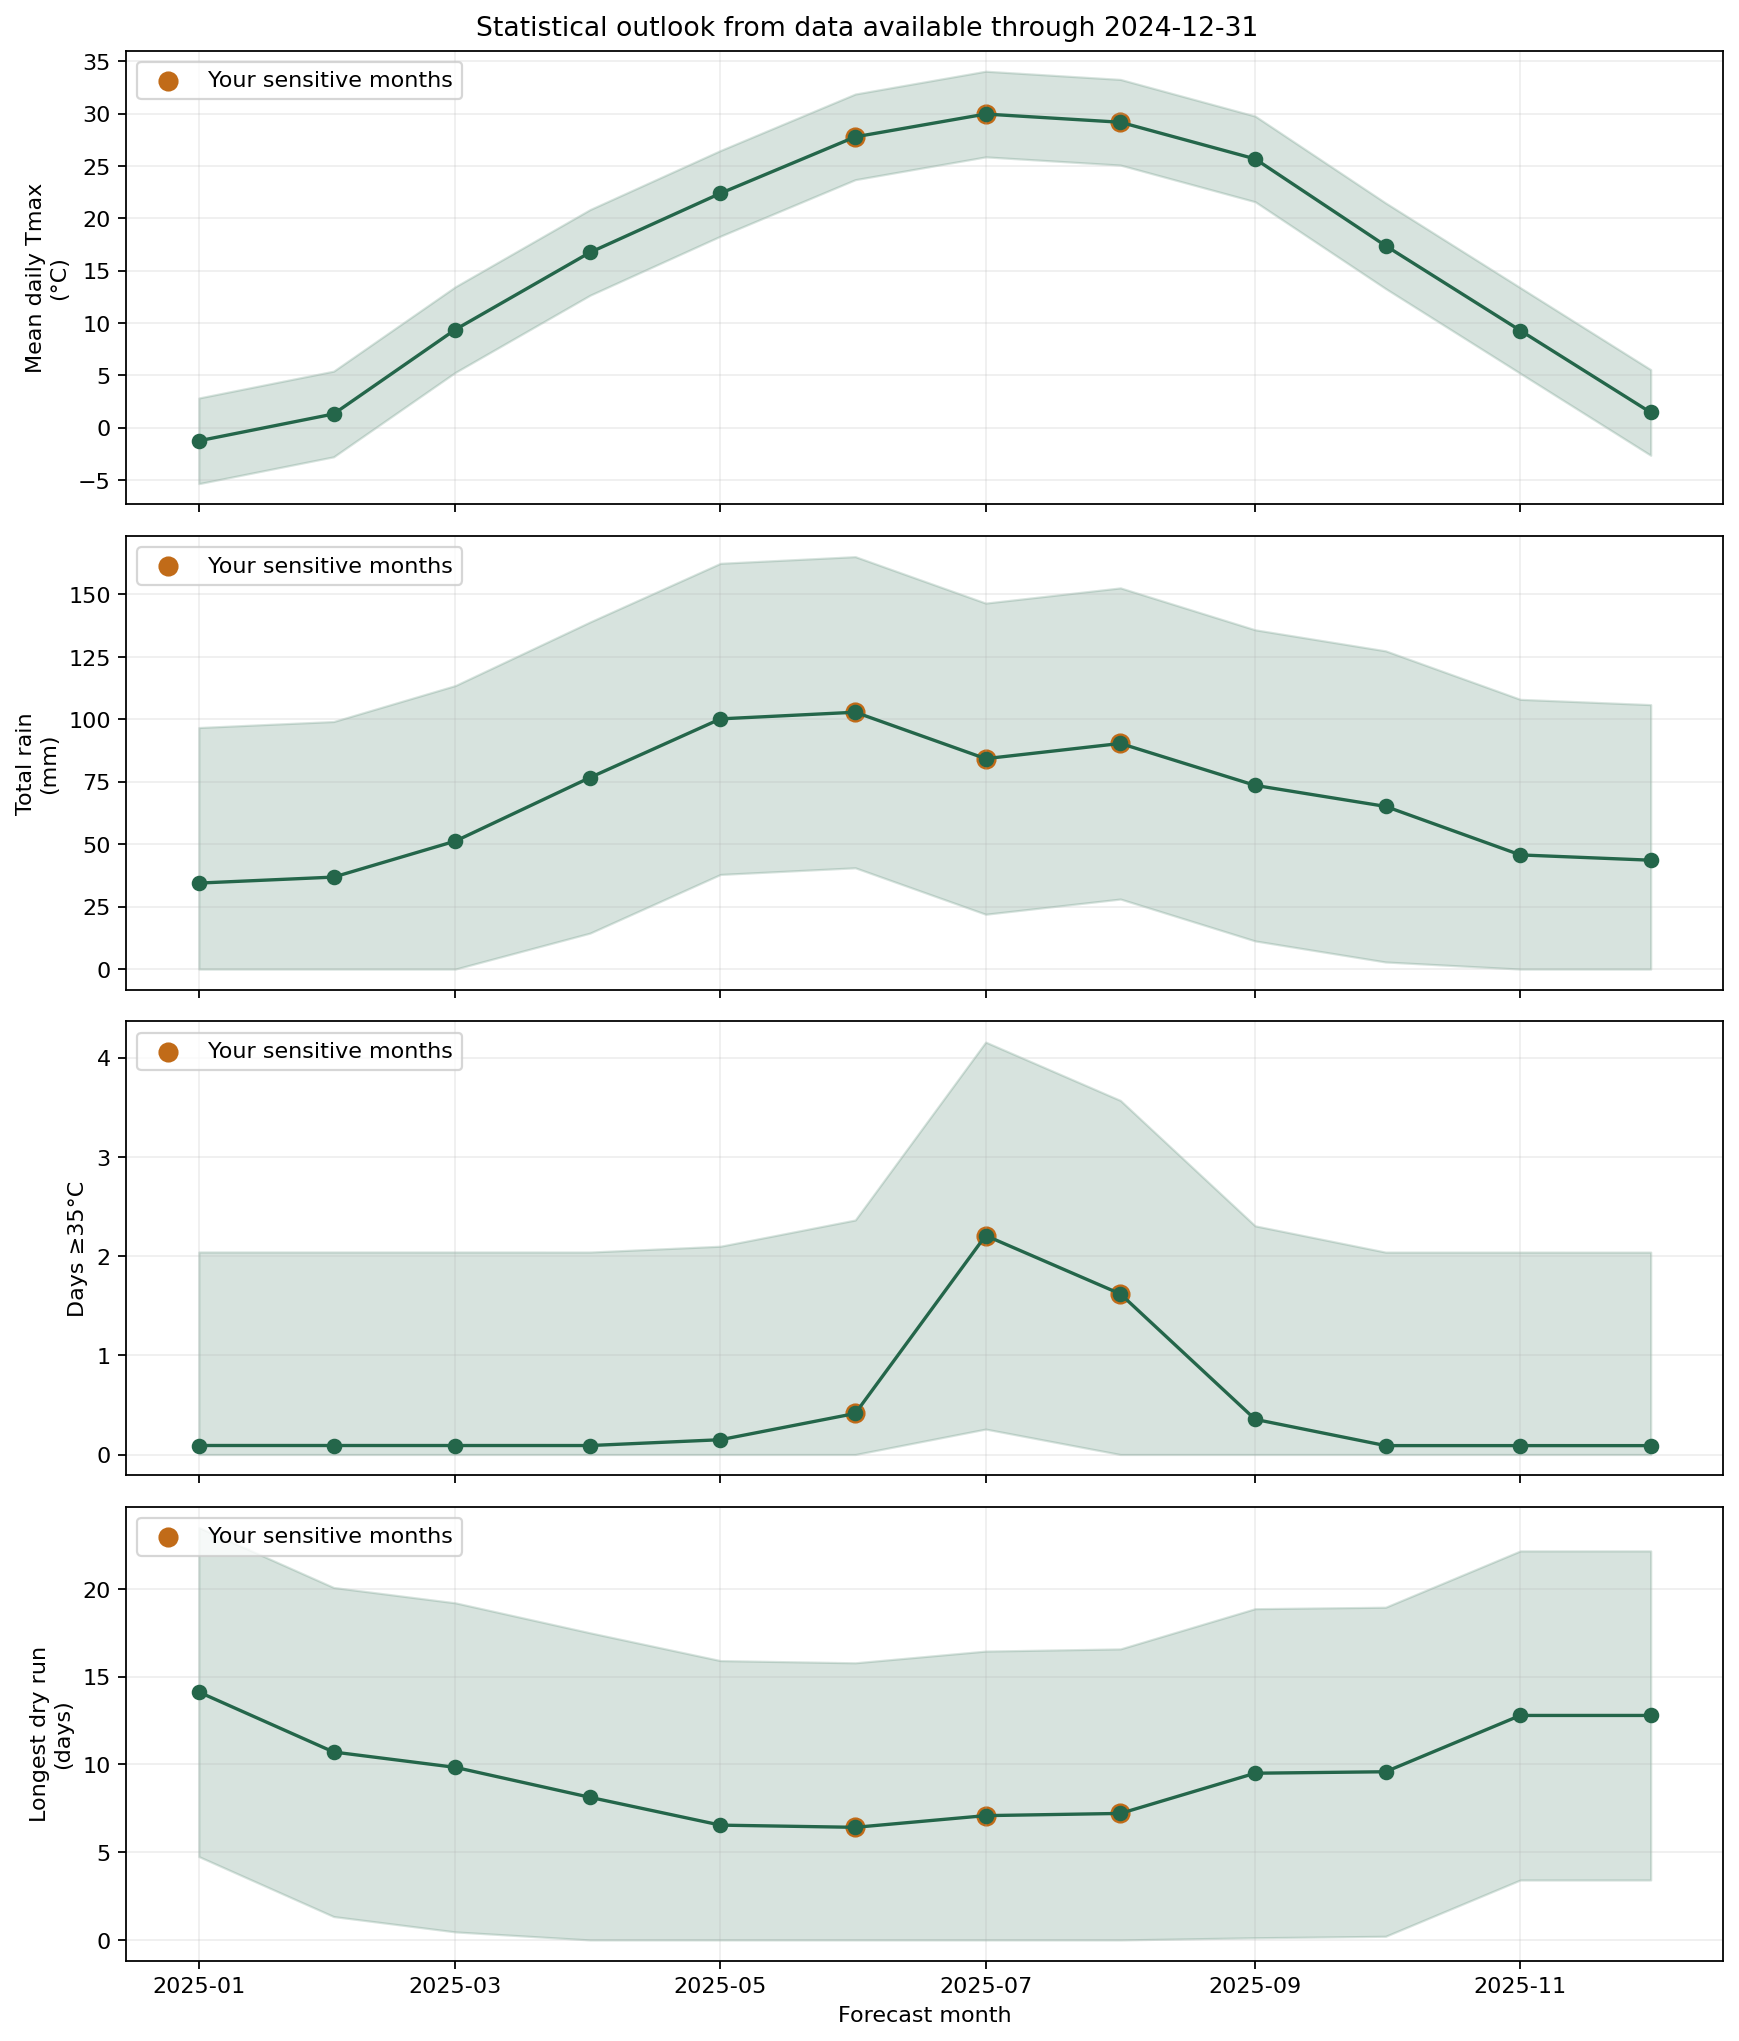 Statistical outlook from data available through 2024-12-31
Your sensitive months
35
30
25
20
15
10
5
0
−5
Mean daily Tmax
(°C)
Your sensitive months
150
125
100
75
50
25
0
Total rain
(mm)
Your sensitive months
4
3
2
1
0
Days ≥35°C
Your sensitive months
20
15
10
5
0
Longest dry run
(days)
2025-01
2025-03
2025-05
2025-07
2025-09
2025-11
Forecast month